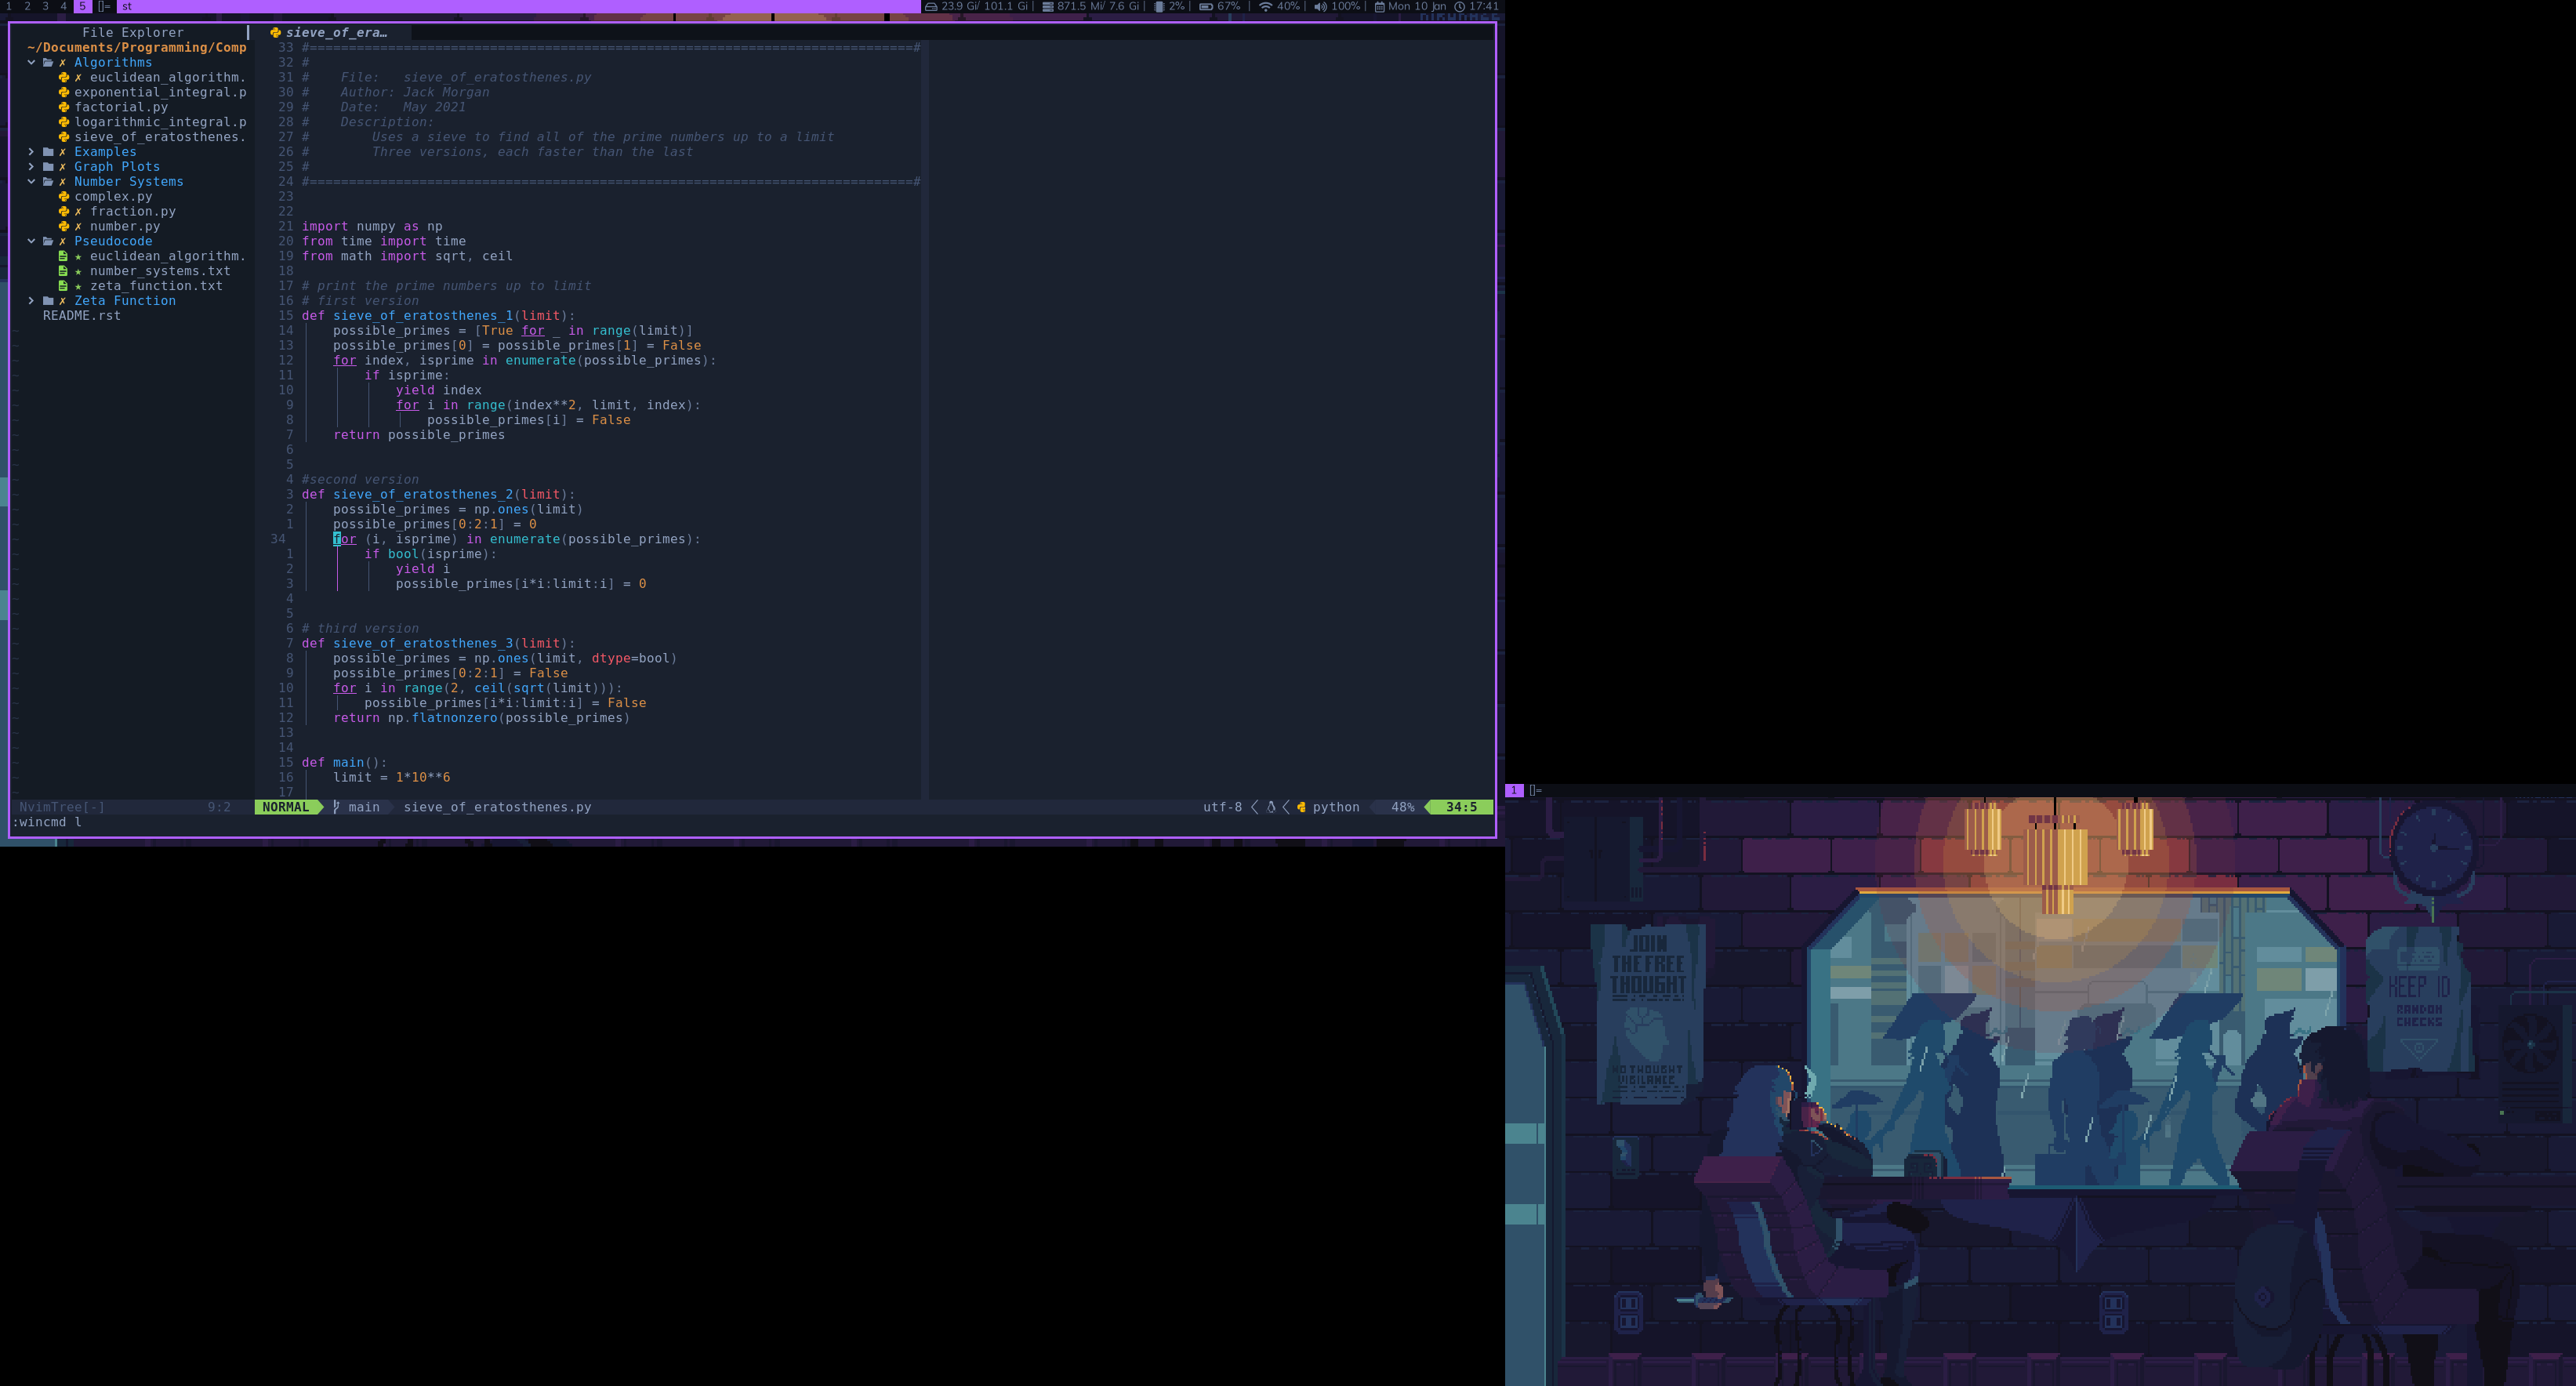 1 2 3 4 5 []= st 23.9 Gi/ 101.1 Gi | 871.5 Mi/ 7.6 Gi | 2% | 67% | 40% | 100% | Mon 10 Jan 17:41
File Explorer sieve_of_era…
~/Documents/Programming/Comp
Algorithms
euclidean_algorithm.
exponential_integral.p
factorial.py
logarithmic_integral.p
sieve_of_eratosthenes.
Examples
Graph Plots
Number Systems
complex.py
fraction.py
number.py
Pseudocode
euclidean_algorithm.
number_systems.txt
zeta_function.txt
Zeta Function
README.rst
33 #=============================================================================#
32 #
31 #    File:   sieve_of_eratosthenes.py
30 #    Author: Jack Morgan
29 #    Date:   May 2021
28 #    Description:
27 #        Uses a sieve to find all of the prime numbers up to a limit
26 #        Three versions, each faster than the last
25 #
24 #=============================================================================#
23
22
21 import numpy as np
20 from time import time
19 from math import sqrt, ceil
18
17 # print the prime numbers up to limit
16 # first version
15 def sieve_of_eratosthenes_1(limit):
14     possible_primes = [True for _ in range(limit)]
13     possible_primes[0] = possible_primes[1] = False
12     for index, isprime in enumerate(possible_primes):
11         if isprime:
10             yield index
9             for i in range(index**2, limit, index):
8                 possible_primes[i] = False
7     return possible_primes
6
5
4 #second version
3 def sieve_of_eratosthenes_2(limit):
2     possible_primes = np.ones(limit)
1     possible_primes[0:2:1] = 0
34     for (i, isprime) in enumerate(possible_primes):
1         if bool(isprime):
2             yield i
3             possible_primes[i*i:limit:i] = 0
4
5
6 # third version
7 def sieve_of_eratosthenes_3(limit):
8     possible_primes = np.ones(limit, dtype=bool)
9     possible_primes[0:2:1] = False
10     for i in range(2, ceil(sqrt(limit))):
11         possible_primes[i*i:limit:i] = False
12     return np.flatnonzero(possible_primes)
13
14
15 def main():
16     limit = 1*10**6
17
NvimTree[-] 9:2 NORMAL main sieve_of_eratosthenes.py utf-8 python 48% 34:5
:wincmd l
1 []=
JOIN
THE FREE
THOUGHT
NO THOUGHT
VIGILANCE
KEEP ID
RANDOM
CHECKS